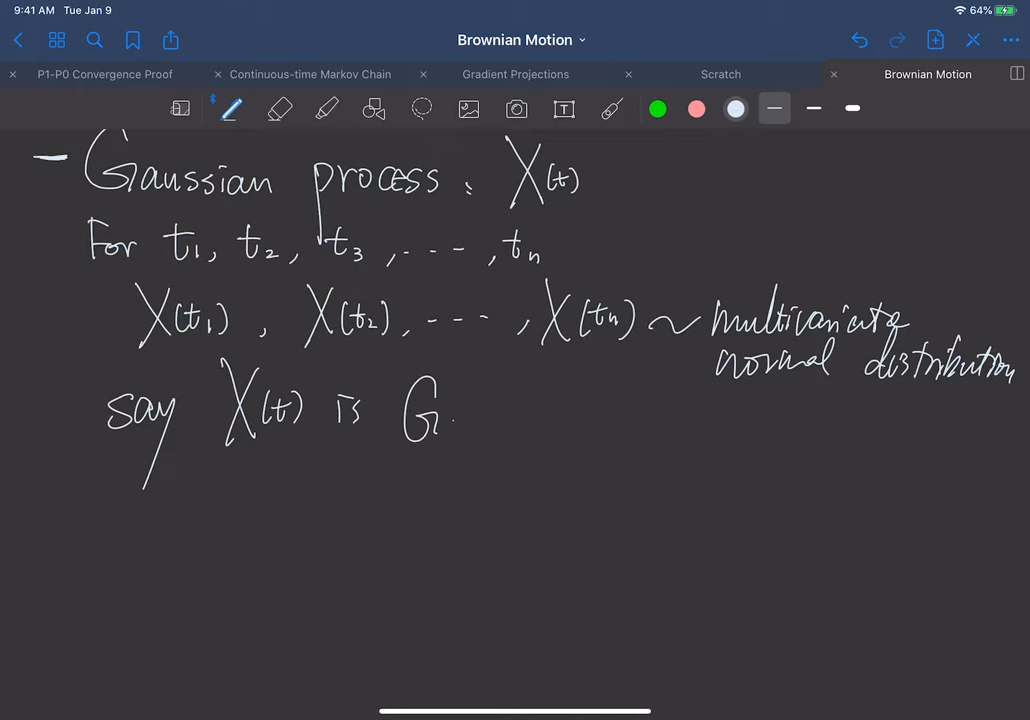 9:41 AM Tue Jan 9
64%
Brownian Motion
P1-P0 Convergence Proof
Continuous-time Markov Chain
Gradient Projections
Scratch
Brownian Motion
- Gaussian process : X(t)
For t₁, t₂, t₃, ..., tₙ
X(t₁), X(t₂), ---, X(tₙ) ~ multivariate
normal distribution
say X(t) is G.